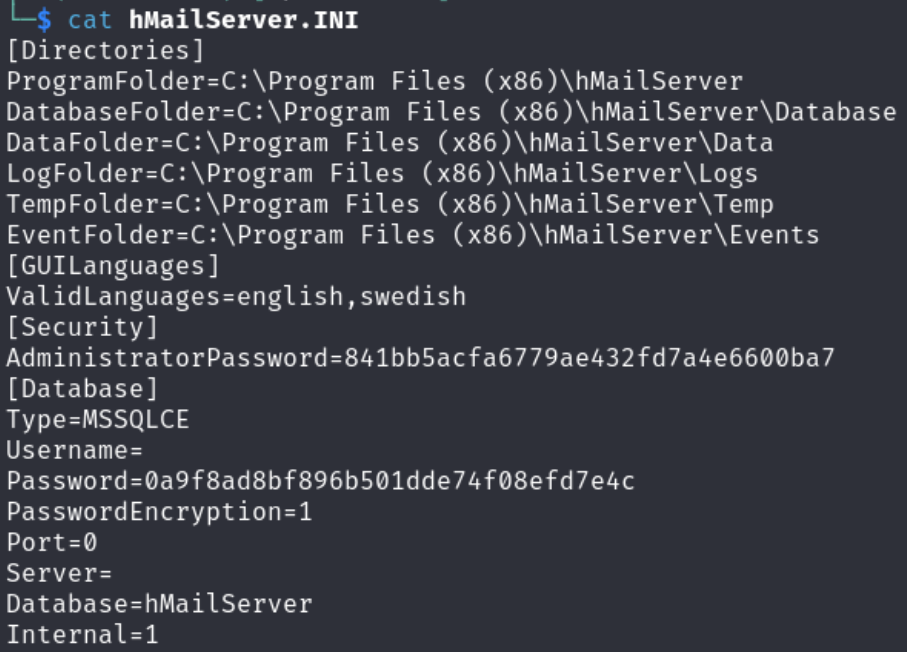 └─$ cat hMailServer.INI
[Directories]
ProgramFolder=C:\Program Files (x86)\hMailServer
DatabaseFolder=C:\Program Files (x86)\hMailServer\Database
DataFolder=C:\Program Files (x86)\hMailServer\Data
LogFolder=C:\Program Files (x86)\hMailServer\Logs
TempFolder=C:\Program Files (x86)\hMailServer\Temp
EventFolder=C:\Program Files (x86)\hMailServer\Events
[GUILanguages]
ValidLanguages=english,swedish
[Security]
AdministratorPassword=841bb5acfa6779ae432fd7a4e6600ba7
[Database]
Type=MSSQLCE
Username=
Password=0a9f8ad8bf896b501dde74f08efd7e4c
PasswordEncryption=1
Port=0
Server=
Database=hMailServer
Internal=1